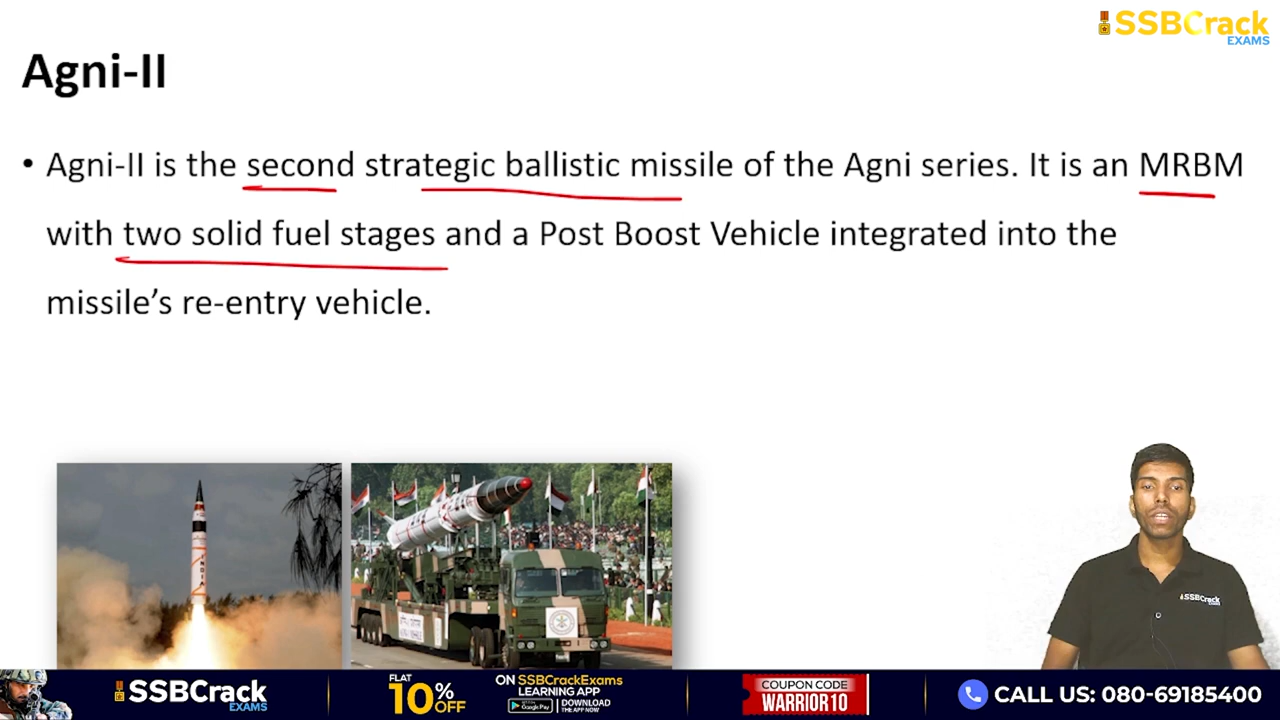 SSBCrack
EXAMS
Agni-II
• Agni-II is the second strategic ballistic missile of the Agni series. It is an MRBM
with two solid fuel stages and a Post Boost Vehicle integrated into the
missile’s re-entry vehicle.
INDIA
SSBCrack
EXAMS
SSBCrack
EXAMS
FLAT
10% OFF
ON SSBCrackExams
LEARNING APP
Google Play
DOWNLOAD
THE APP NOW
COUPON CODE
WARRIOR10
CALL US: 080-69185400